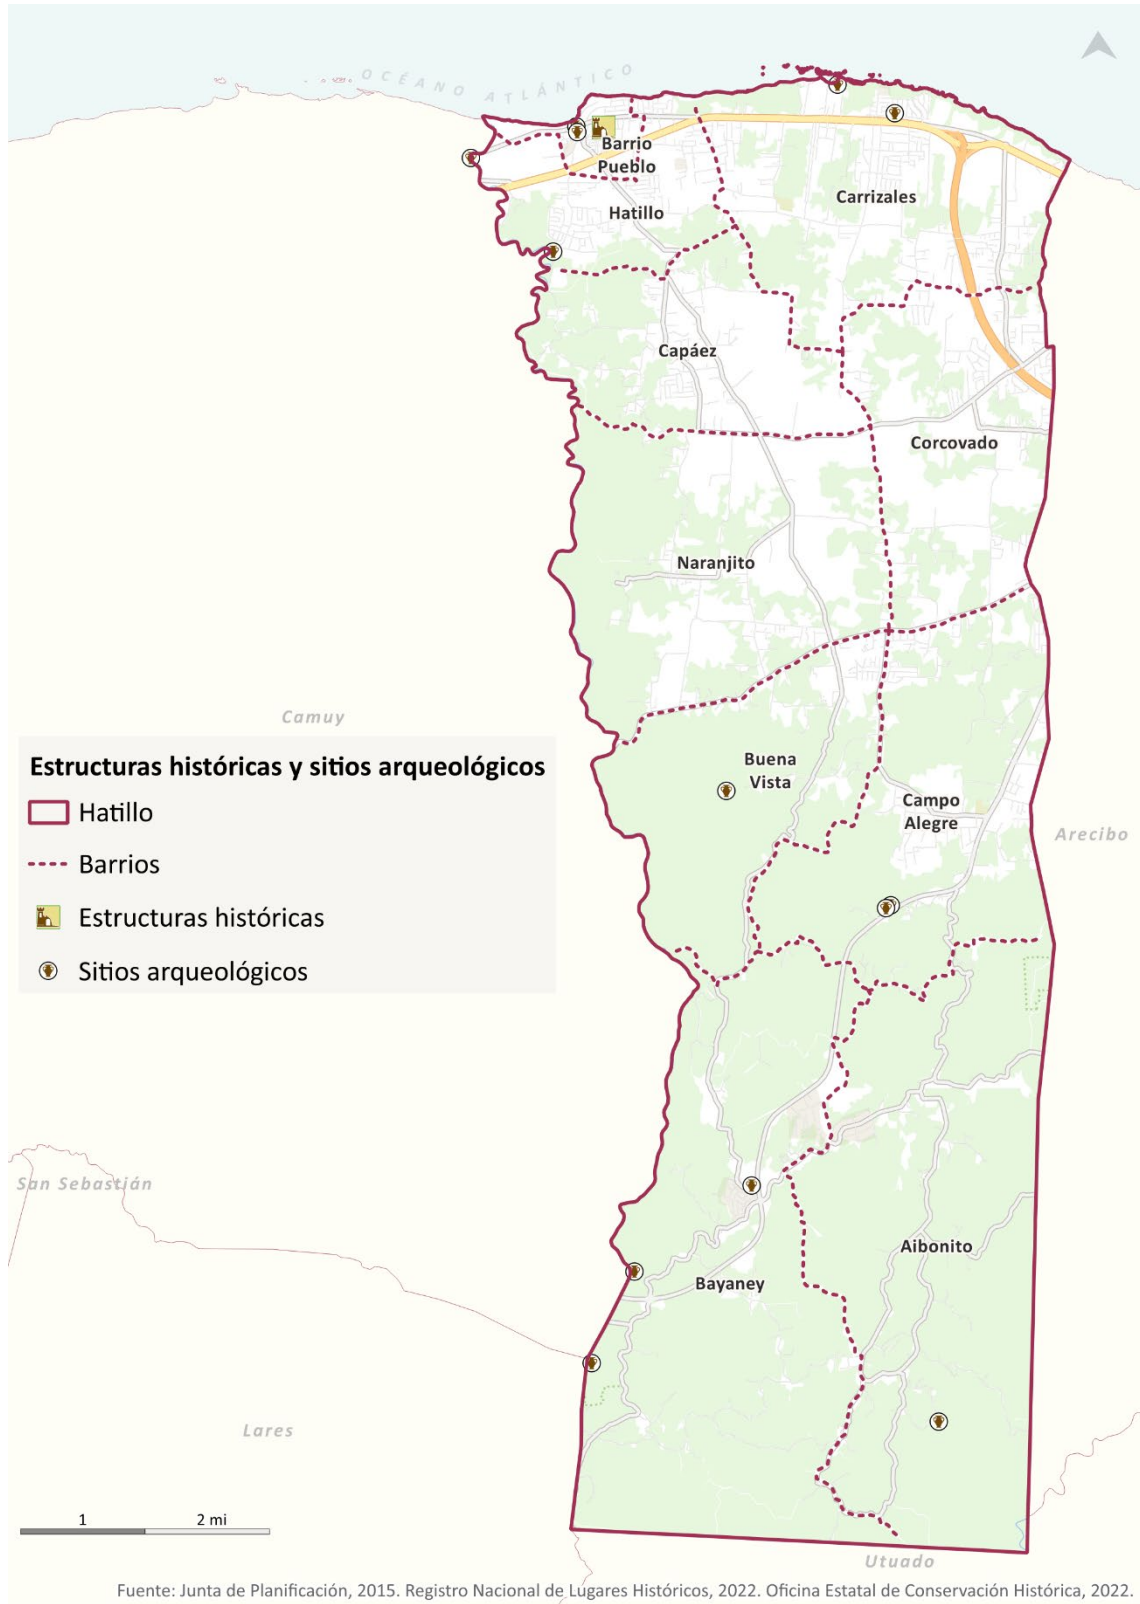 OCÉANO ATLÁNTICO
Barrio
Pueblo
Carrizales
Hatillo
Capáez
Corcovado
Naranjito
Camuy
Estructuras históricas y sitios arqueológicos
Hatillo
Barrios
Estructuras históricas
Sitios arqueológicos
Buena
Vista
Campo
Alegre
Arecibo
San Sebastián
Aibonito
Bayaney
Lares
1 2 mi
Utuado
Fuente: Junta de Planificación, 2015. Registro Nacional de Lugares Históricos, 2022. Oficina Estatal de Conservación Histórica, 2022.